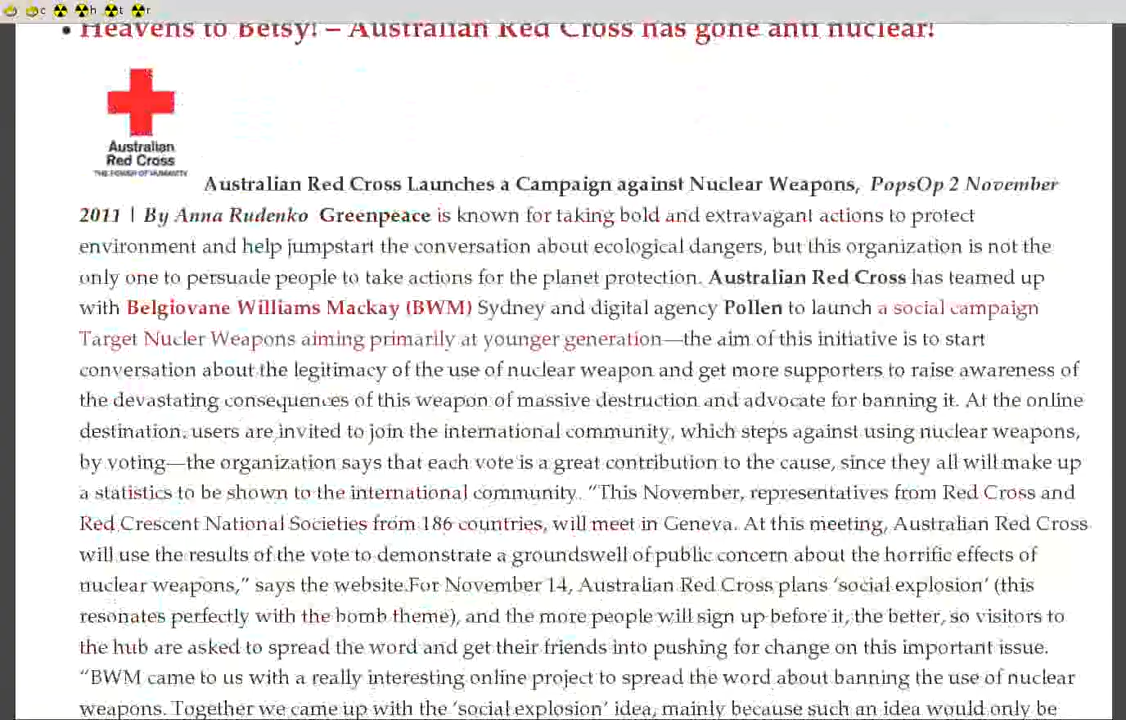 c h t r
• Heavens to Betsy! – Australian Red Cross has gone anti nuclear!
Australian
Red Cross
THE POWER OF HUMANITY
Australian Red Cross Launches a Campaign against Nuclear Weapons, PopsOp 2 November
2011 | By Anna Rudenko Greenpeace is known for taking bold and extravagant actions to protect
environment and help jumpstart the conversation about ecological dangers, but this organization is not the
only one to persuade people to take actions for the planet protection. Australian Red Cross has teamed up
with Belgiovane Williams Mackay (BWM) Sydney and digital agency Pollen to launch a social campaign
Target Nucler Weapons aiming primarily at younger generation—the aim of this initiative is to start
conversation about the legitimacy of the use of nuclear weapon and get more supporters to raise awareness of
the devastating consequences of this weapon of massive destruction and advocate for banning it. At the online
destination, users are invited to join the international community, which steps against using nuclear weapons,
by voting—the organization says that each vote is a great contribution to the cause, since they all will make up
a statistics to be shown to the international community. “This November, representatives from Red Cross and
Red Crescent National Societies from 186 countries, will meet in Geneva. At this meeting, Australian Red Cross
will use the results of the vote to demonstrate a groundswell of public concern about the horrific effects of
nuclear weapons,” says the website.For November 14, Australian Red Cross plans ‘social explosion’ (this
resonates perfectly with the bomb theme), and the more people will sign up before it, the better, so visitors to
the hub are asked to spread the word and get their friends into pushing for change on this important issue.
“BWM came to us with a really interesting online project to spread the word about banning the use of nuclear
weapons. Together we came up with the ‘social explosion’ idea, mainly because such an idea would only be